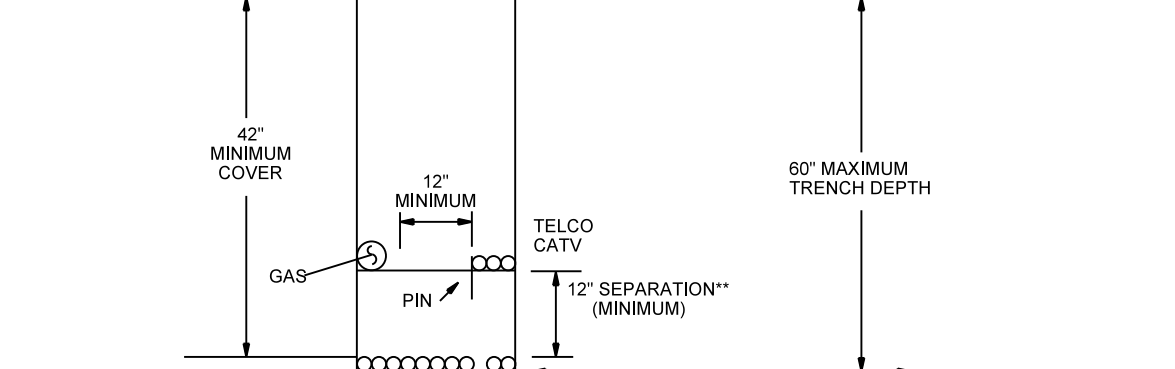 42"
MINIMUM
COVER
12"
MINIMUM
60" MAXIMUM
TRENCH DEPTH
TELCO
CATV
GAS
PIN
12" SEPARATION**
(MINIMUM)